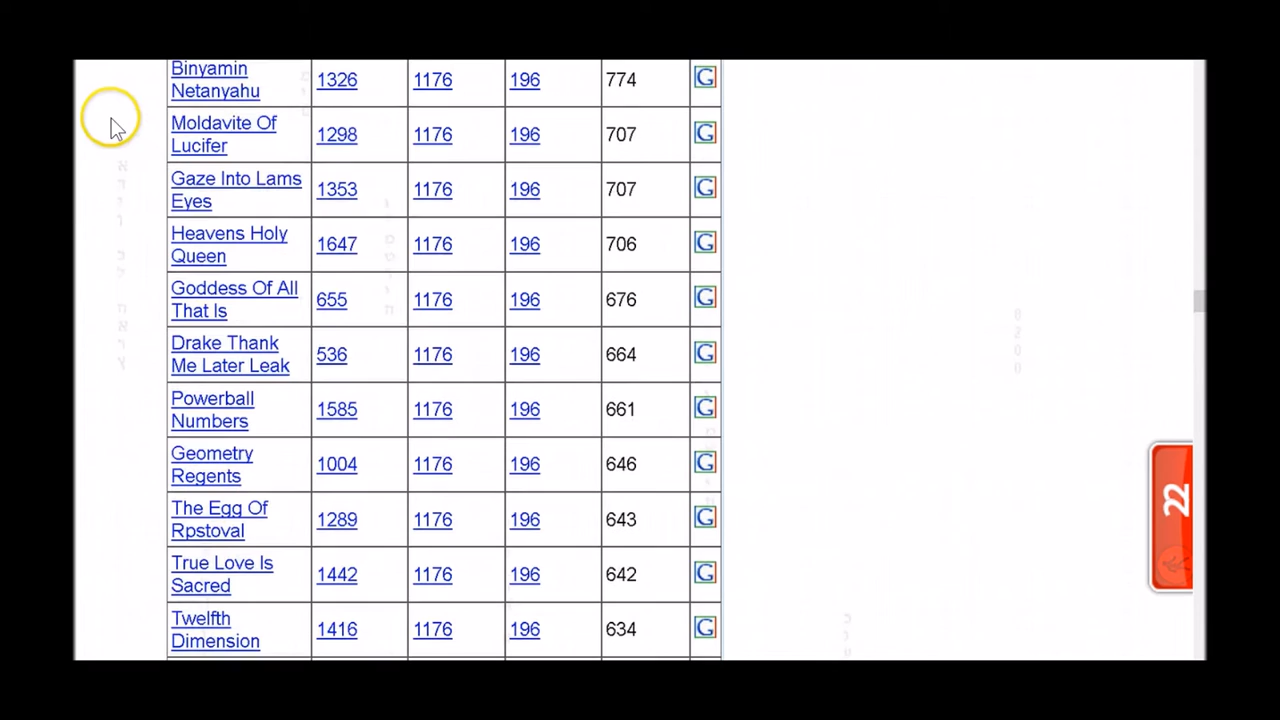 Binyamin
Netanyahu 1326 1176 196 774 G
Moldavite Of
Lucifer 1298 1176 196 707 G
Gaze Into Lams
Eyes 1353 1176 196 707 G
Heavens Holy
Queen 1647 1176 196 706 G
Goddess Of All
That Is 655 1176 196 676 G
Drake Thank
Me Later Leak 536 1176 196 664 G
Powerball
Numbers 1585 1176 196 661 G
Geometry
Regents 1004 1176 196 646 G
The Egg Of
Rpstoval 1289 1176 196 643 G
True Love Is
Sacred 1442 1176 196 642 G
Twelfth
Dimension 1416 1176 196 634 G
22